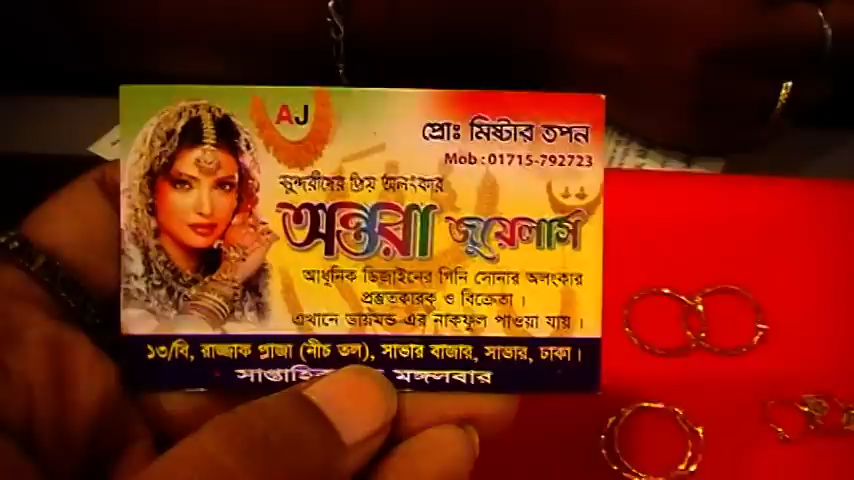 AJ
প্রোঃ মিষ্টার তপন
Mob : 01715-792723
সুন্দরীদের প্রিয় অলংকার
অন্তরা জুয়েলার্স
আধুনিক ডিজাইনের গিনি সোনার অলংকার
প্রস্তুতকারক ও বিক্রেতা।
এখানে ডায়মন্ড-এর নাকফুল পাওয়া যায়।
১৩/বি, রাজ্জাক প্লাজা (নীচ তলা), সাভার বাজার, সাভার, ঢাকা।
সাপ্তাহিক মঙ্গলবার